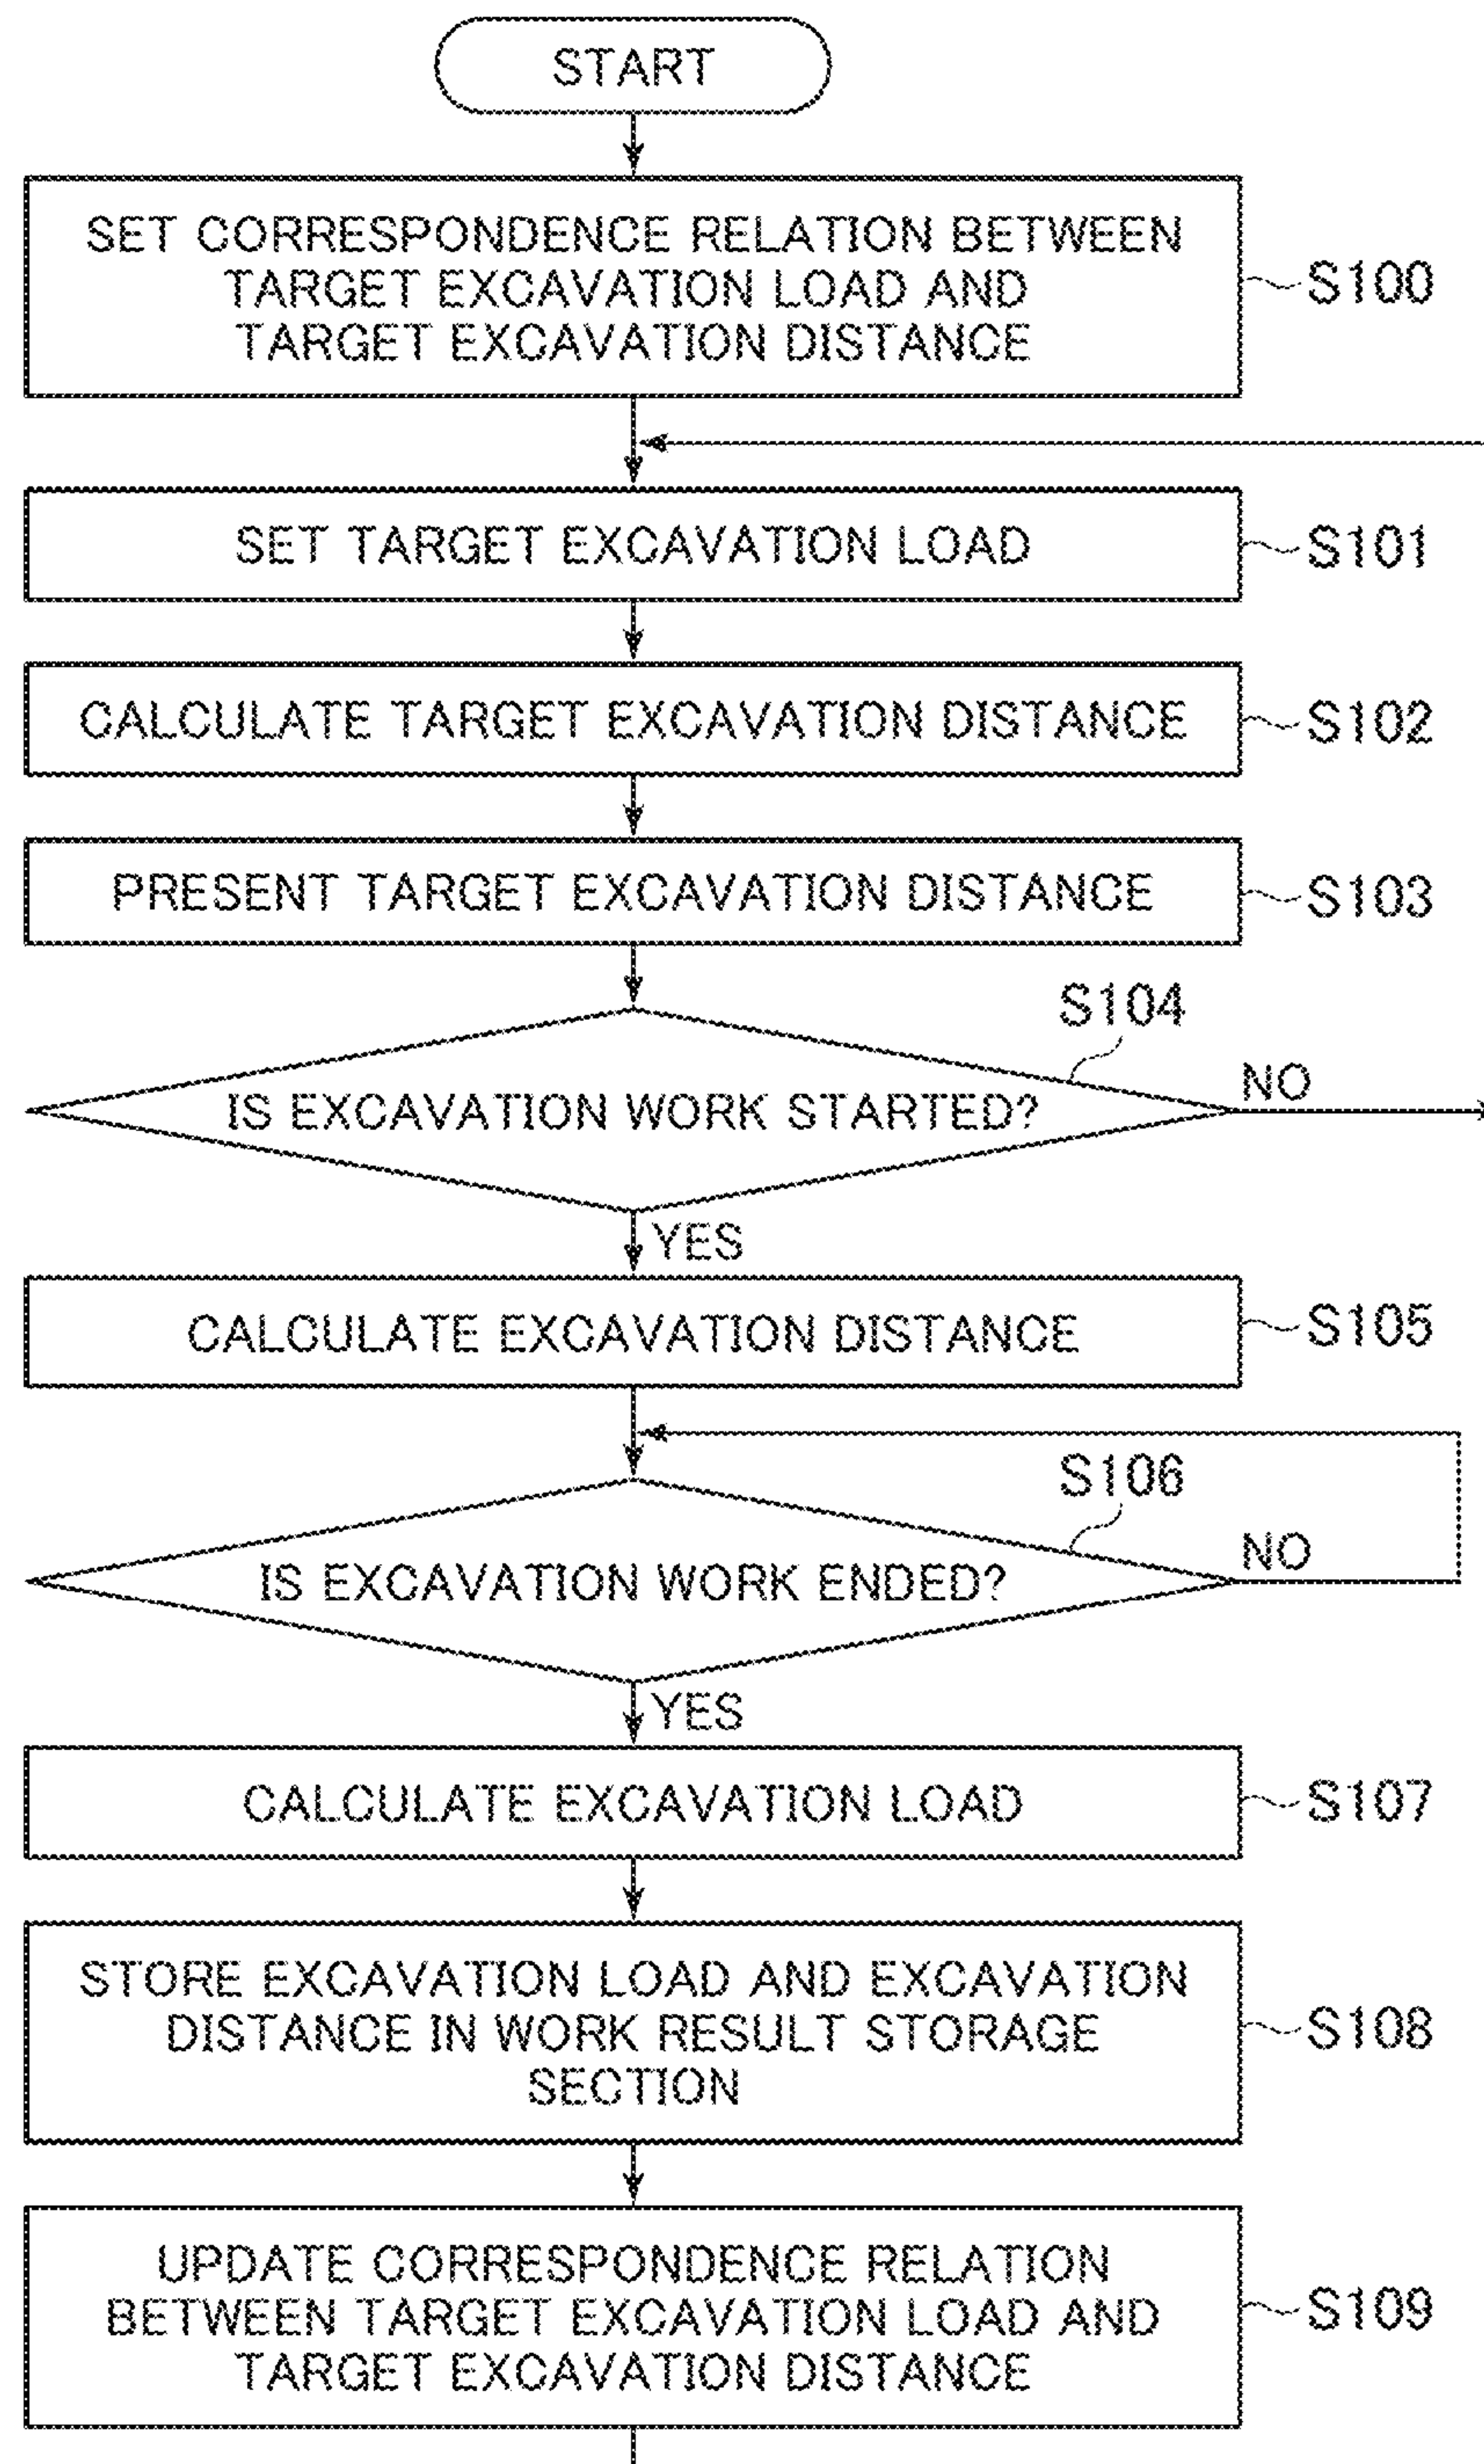 START
SET CORRESPONDENCE RELATION BETWEEN
TARGET EXCAVATION LOAD AND
TARGET EXCAVATION DISTANCE
S100
SET TARGET EXCAVATION LOAD
S101
CALCULATE TARGET EXCAVATION DISTANCE
S102
PRESENT TARGET EXCAVATION DISTANCE
S103
S104
IS EXCAVATION WORK STARTED?
NO
YES
CALCULATE EXCAVATION DISTANCE
S105
S106
IS EXCAVATION WORK ENDED?
NO
YES
CALCULATE EXCAVATION LOAD
S107
STORE EXCAVATION LOAD AND EXCAVATION
DISTANCE IN WORK RESULT STORAGE
SECTION
S108
UPDATE CORRESPONDENCE RELATION
BETWEEN TARGET EXCAVATION LOAD AND
TARGET EXCAVATION DISTANCE
S109